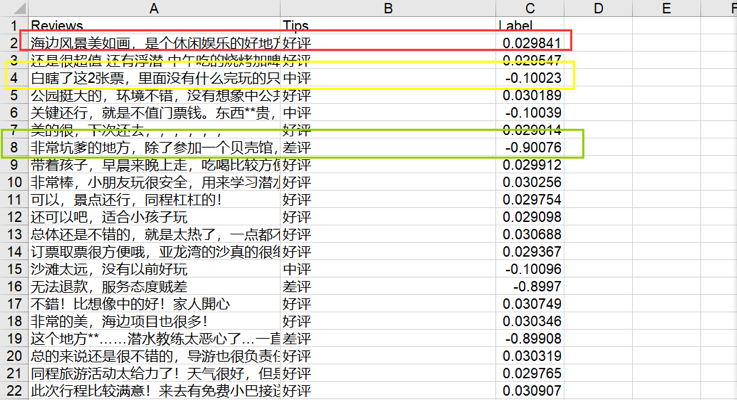 A B C D E F
1 Reviews Tips Label
2 海边风景美如画，是个休闲娱乐的好地方 好评 0.029841
3 还是很超值 还有浮潜 中午吃的烧烤加啤 好评 0.029547
4 白瞎了这2张票，里面没有什么完玩的只 中评 -0.10023
5 公园挺大的，环境不错，没有想象中公共 好评 0.030189
6 关键还行，就是不值门票钱。东西**贵， 中评 -0.10039
7 美的很，下次还去，，，，，， 好评 0.029014
8 非常坑爹的地方，除了参加一个贝壳馆， 差评 -0.90076
9 带着孩子，早晨来晚上走，吃喝比较方便 好评 0.029912
10 非常棒，小朋友玩很安全，用来学习潜水 好评 0.030256
11 可以，景点还行，同程杠杠的！ 好评 0.029754
12 还可以吧，适合小孩子玩 好评 0.029098
13 总体还是不错的，就是太热了，一点都不 好评 0.030688
14 订票取票很方便哦，亚龙湾的沙真的很细 好评 0.029367
15 沙滩太远，没有以前好玩 中评 -0.10096
16 无法退款，服务态度贼差 差评 -0.8997
17 不錯！比想像中的好！家人開心 好评 0.030749
18 非常的美，海边项目也很多！ 好评 0.030346
19 这个地方**……潜水教练太恶心了…一直 差评 -0.89908
20 总的来说还是很不错的，导游也很负责任 好评 0.030319
21 同程旅游活动太给力了！天气很好，但是 好评 0.029765
22 此次行程比较满意！来去有免费小巴接送 好评 0.030907